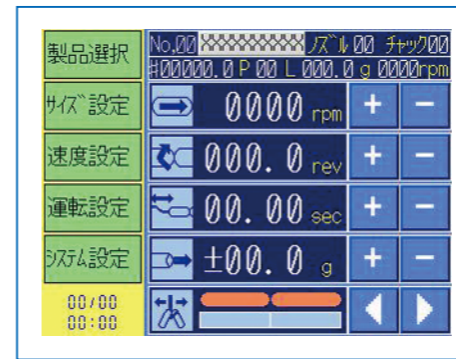 製品選択
No,00 XXXXXXXXXX ノズル 00 チャック00
#00000.0 P 00 L 000.0 g 0000rpm
サイズ設定
0000 rpm + -
速度設定
000.0 rev + -
運転設定
00.00 sec + -
システム設定
±00.0 g + -
00/00
00:00